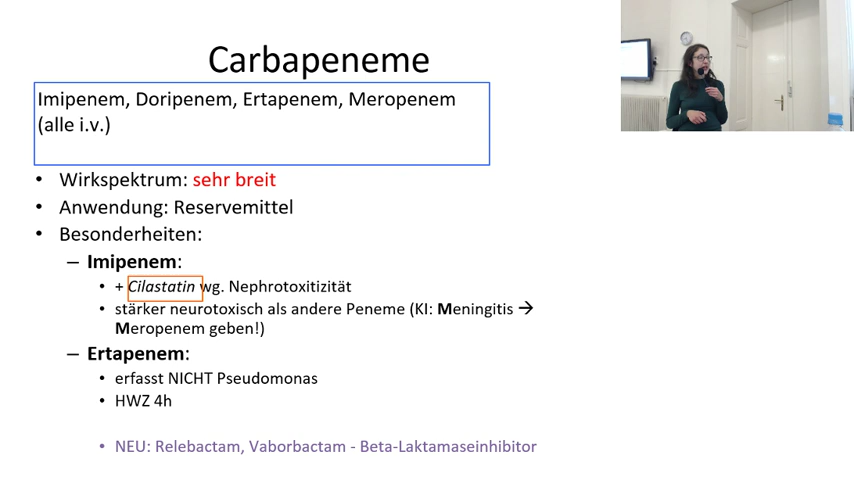 Carbapeneme
Imipenem, Doripenem, Ertapenem, Meropenem
(alle i.v.)
• Wirkspektrum: sehr breit
• Anwendung: Reservemittel
• Besonderheiten:
– Imipenem:
• + Cilastatin wg. Nephrotoxitizität
• stärker neurotoxisch als andere Peneme (KI: Meningitis →
Meropenem geben!)
– Ertapenem:
• erfasst NICHT Pseudomonas
• HWZ 4h
• NEU: Relebactam, Vaborbactam - Beta-Laktamaseinhibitor